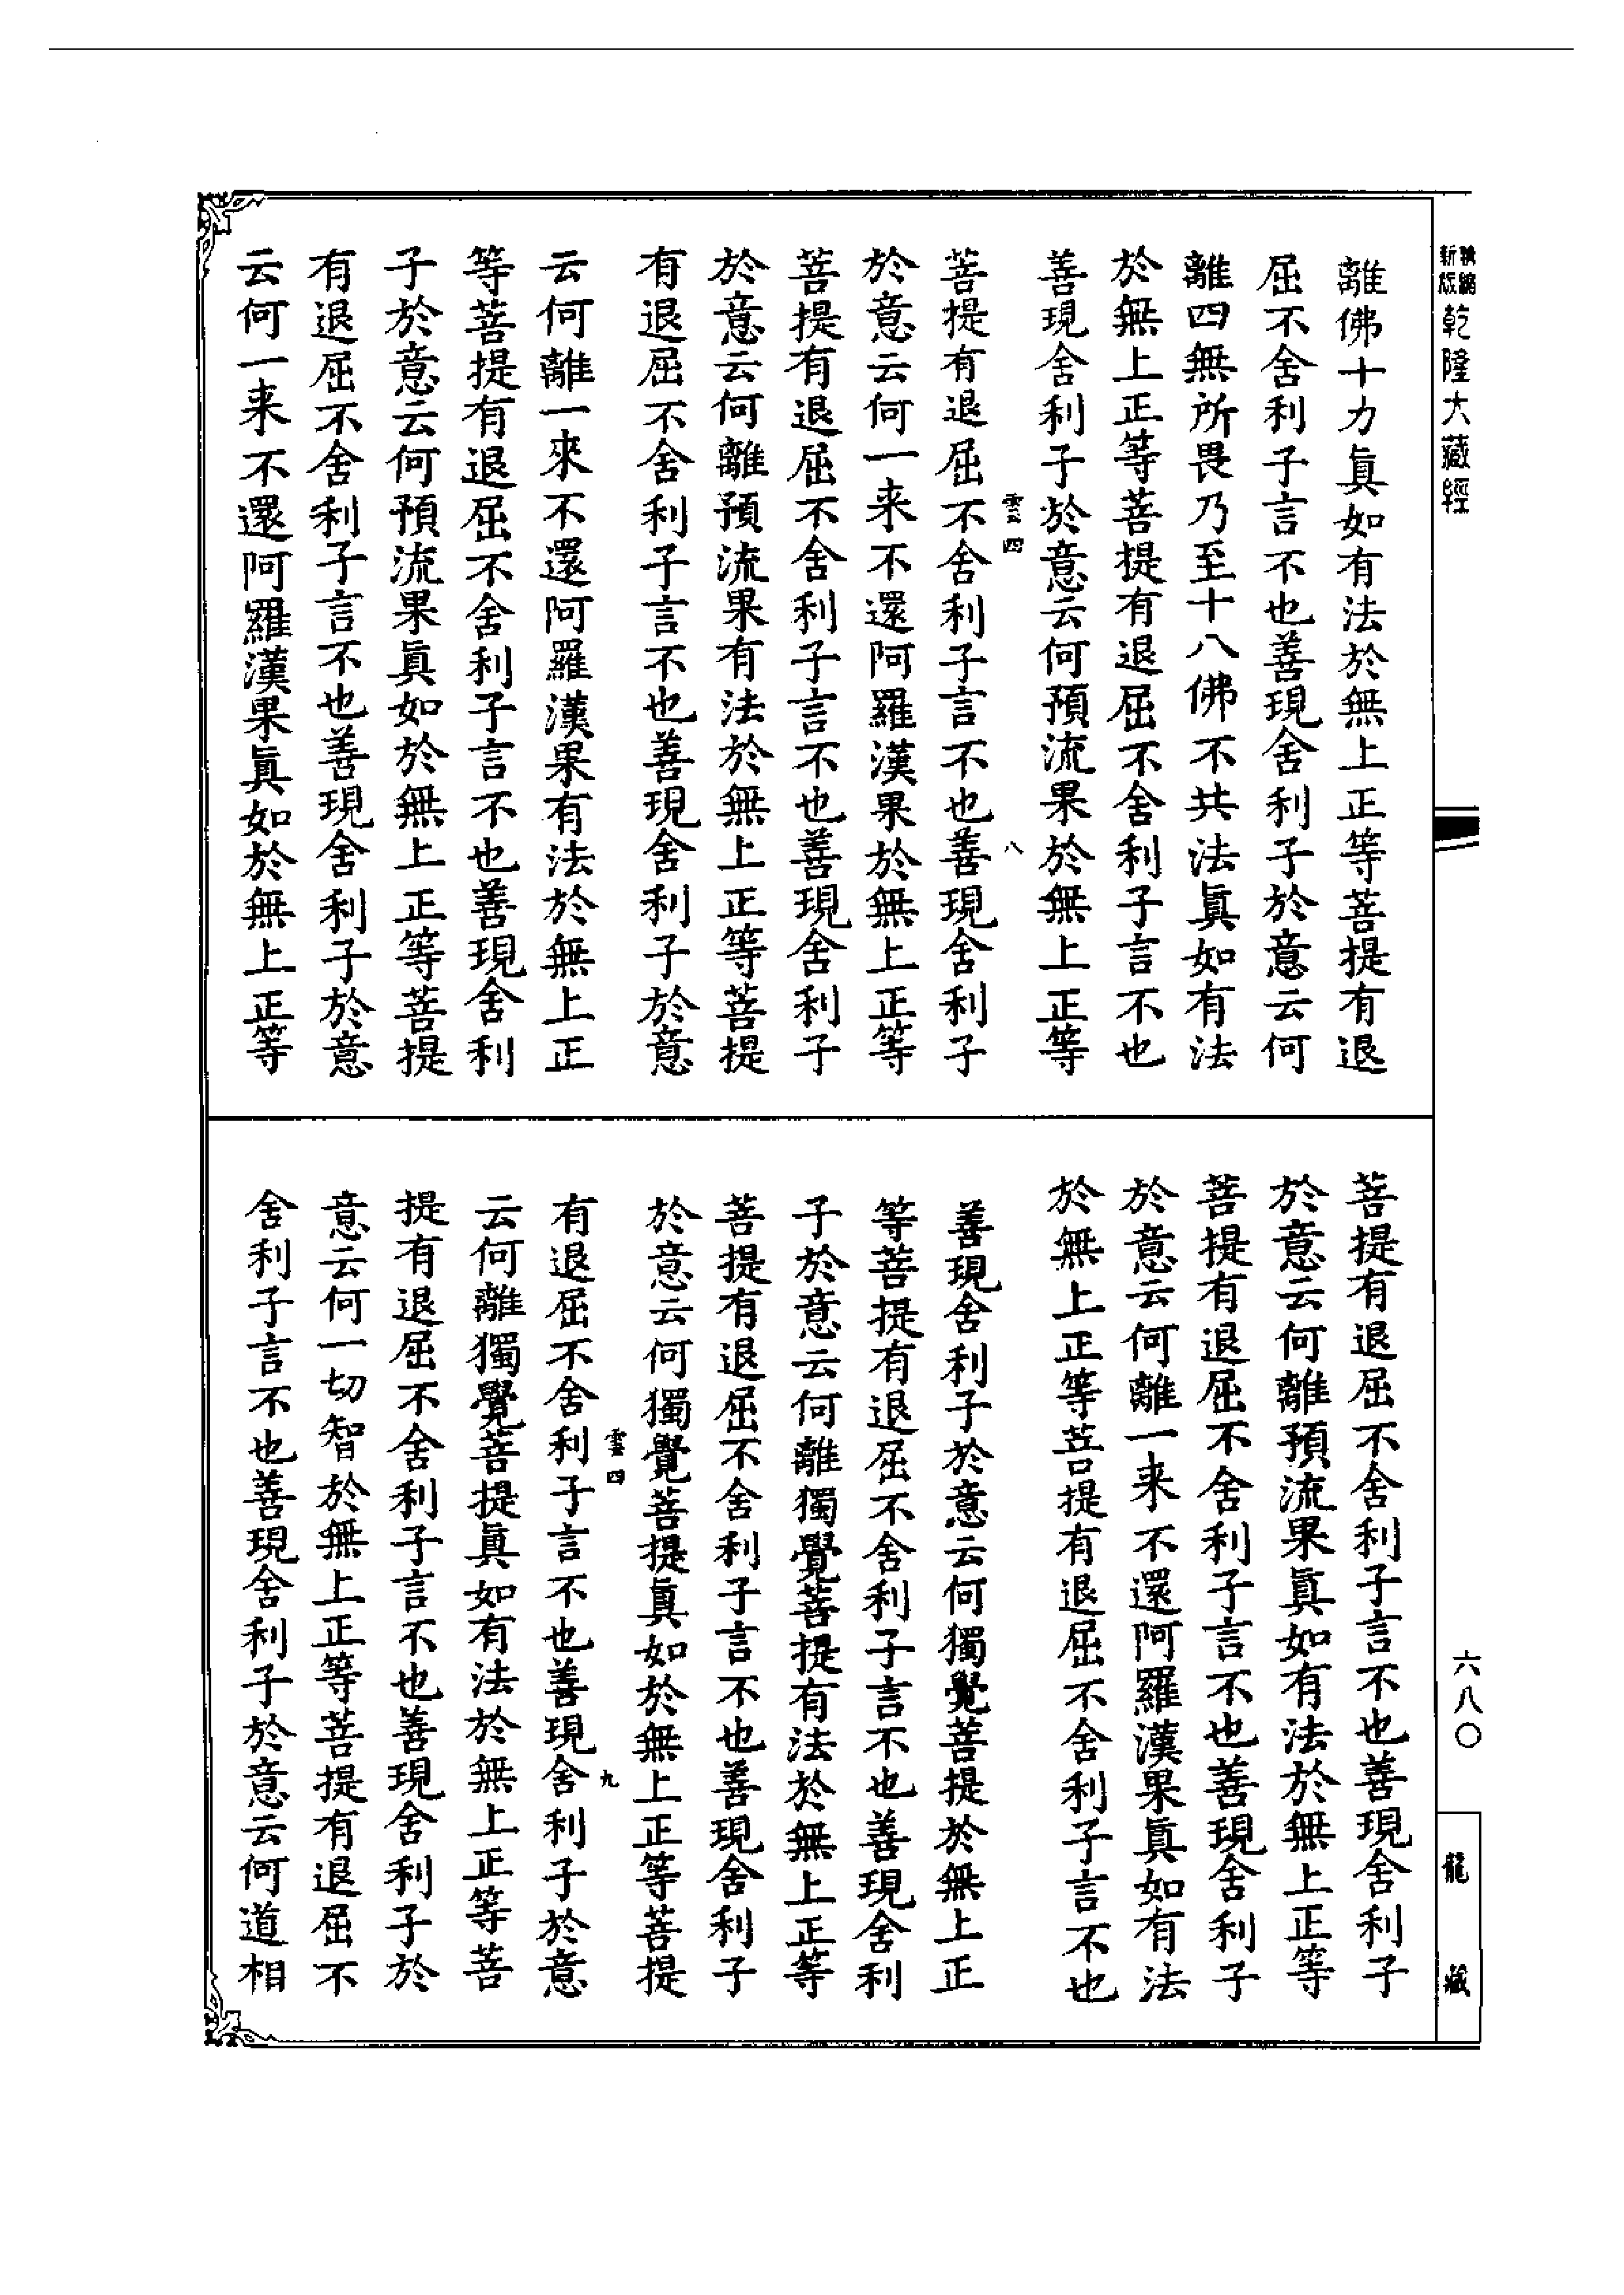 新編縮版
乾隆大藏經
離佛十力眞如有法於無上正等菩提有退
屈不舍利子言不也善現舍利子於意云何
離四無所畏乃至十八佛不共法眞如有法
於無上正等菩提有退屈不舍利子言不也
善現舍利子於意云何預流果於無上正等
雲四
八
菩提有退屈不舍利子言不也善現舍利子
於意云何一来不還阿羅漢果於無上正等
菩提有退屈不舍利子言不也善現舍利子
於意云何離預流果有法於無上正等菩提
有退屈不舍利子言不也善現舍利子於意
云何離一來不還阿羅漢果有法於無上正
等菩提有退屈不舍利子言不也善現舍利
子於意云何預流果眞如於無上正等菩提
有退屈不舍利子言不也善現舍利子於意
云何一来不還阿羅漢果眞如於無上正等
菩提有退屈不舍利子言不也善現舍利子
於意云何離預流果眞如有法於無上正等
菩提有退屈不舍利子言不也善現舍利子
於意云何離一来不還阿羅漢果眞如有法
於無上正等菩提有退屈不舍利子言不也
善現舍利子於意云何獨覺菩提於無上正
等菩提有退屈不舍利子言不也善現舍利
子於意云何離獨覺菩提有法於無上正等
菩提有退屈不舍利子言不也善現舍利子
於意云何獨覺菩提眞如於無上正等菩提
雲四
九
有退屈不舍利子言不也善現舍利子於意
云何離獨覺菩提眞如有法於無上正等菩
提有退屈不舍利子言不也善現舍利子於
意云何一切智於無上正等菩提有退屈不
舍利子言不也善現舍利子於意云何道相
六八〇
龍藏